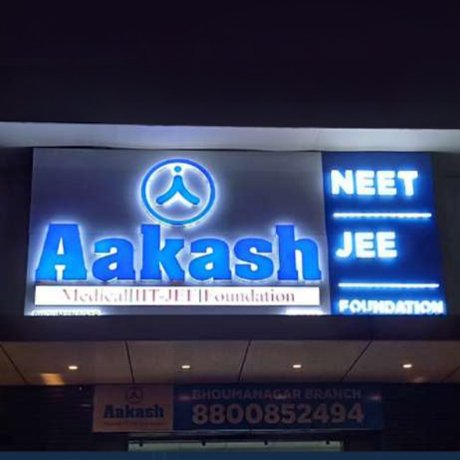 Aakash
Medical|IIT-JEE|Foundation
NEET
JEE
FOUNDATION
Aakash
BHOUMANAGAR BRANCH
8800852494